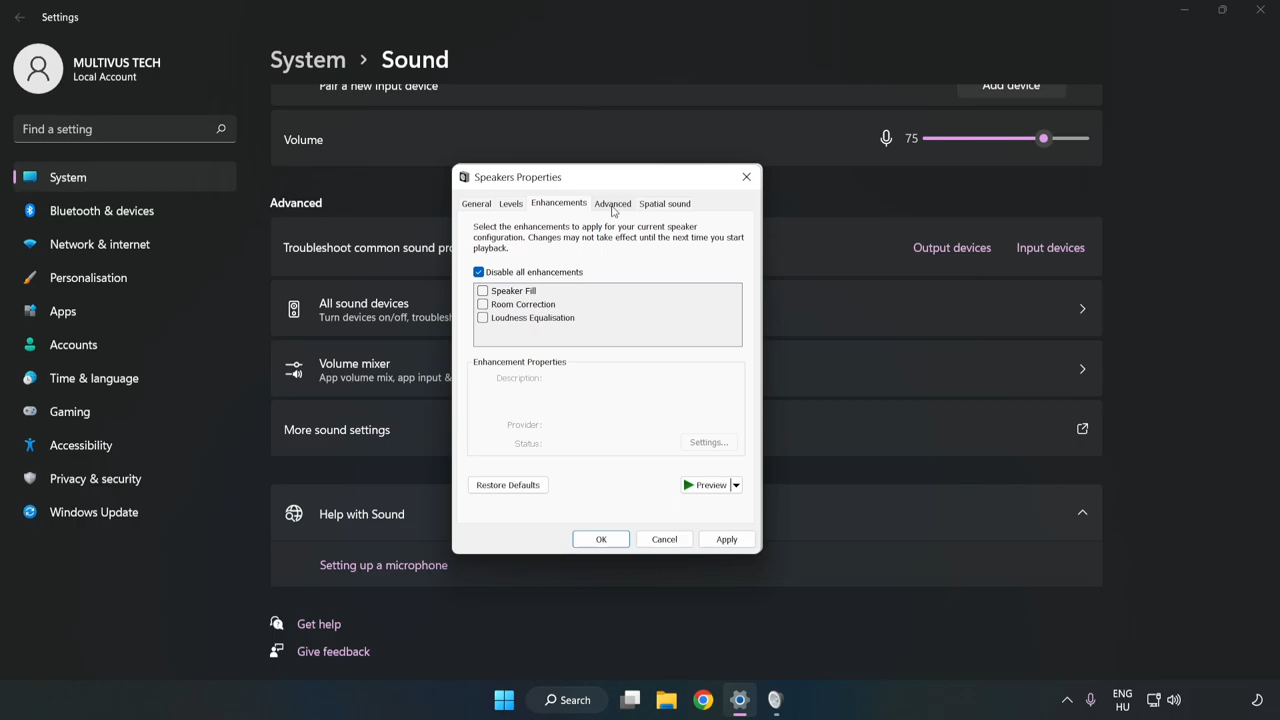 Settings
MULTIVUS TECH
Local Account
Find a setting
System
Bluetooth & devices
Network & internet
Personalisation
Apps
Accounts
Time & language
Gaming
Accessibility
Privacy & security
Windows Update
System > Sound
Pair a new input device
Add device
Volume
75
Advanced
Troubleshoot common sound pr
Output devices
Input devices
All sound devices
Turn devices on/off, troublesh
Volume mixer
App volume mix, app input &
More sound settings
Help with Sound
Setting up a microphone
Get help
Give feedback
Speakers Properties
General
Levels
Enhancements
Advanced
Spatial sound
Select the enhancements to apply for your current speaker
configuration. Changes may not take effect until the next time you start
playback.
Disable all enhancements
Speaker Fill
Room Correction
Loudness Equalisation
Enhancement Properties
Description:
Provider:
Status:
Settings...
Restore Defaults
Preview
OK
Cancel
Apply
Search
ENG
HU